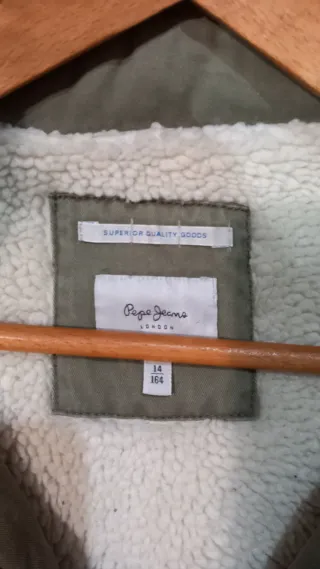 SUPERIOR QUALITY GOODS
Pepe Jeans
LONDON
14
164